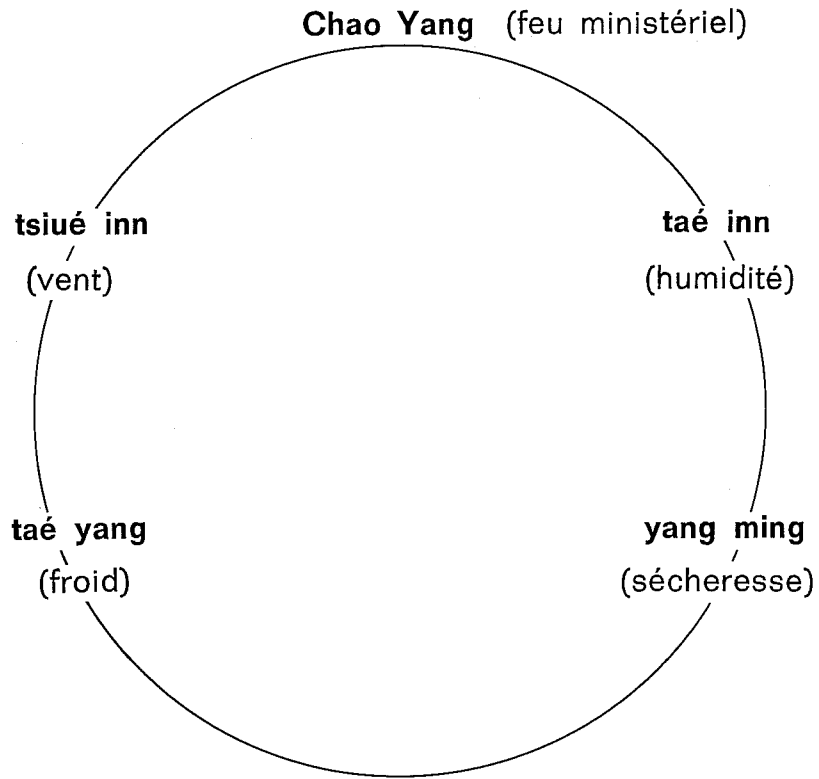 Chao Yang (feu ministériel)
tsiué inn
(vent)
taé inn
(humidité)
taé yang
(froid)
yang ming
(sécheresse)